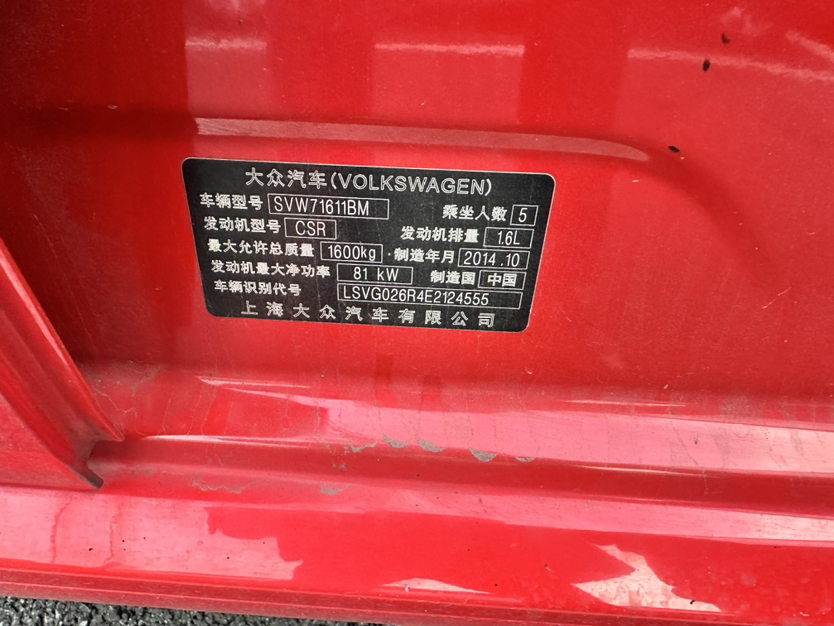 大众汽车(VOLKSWAGEN)
车辆型号 SVW71611BM 乘坐人数 5
发动机型号 CSR 发动机排量 1.6L
最大允许总质量 1600kg 制造年月 2014.10
发动机最大净功率 81 kW 制造国 中国
车辆识别代号 LSVG026R4E2124555
上海大众汽车有限公司